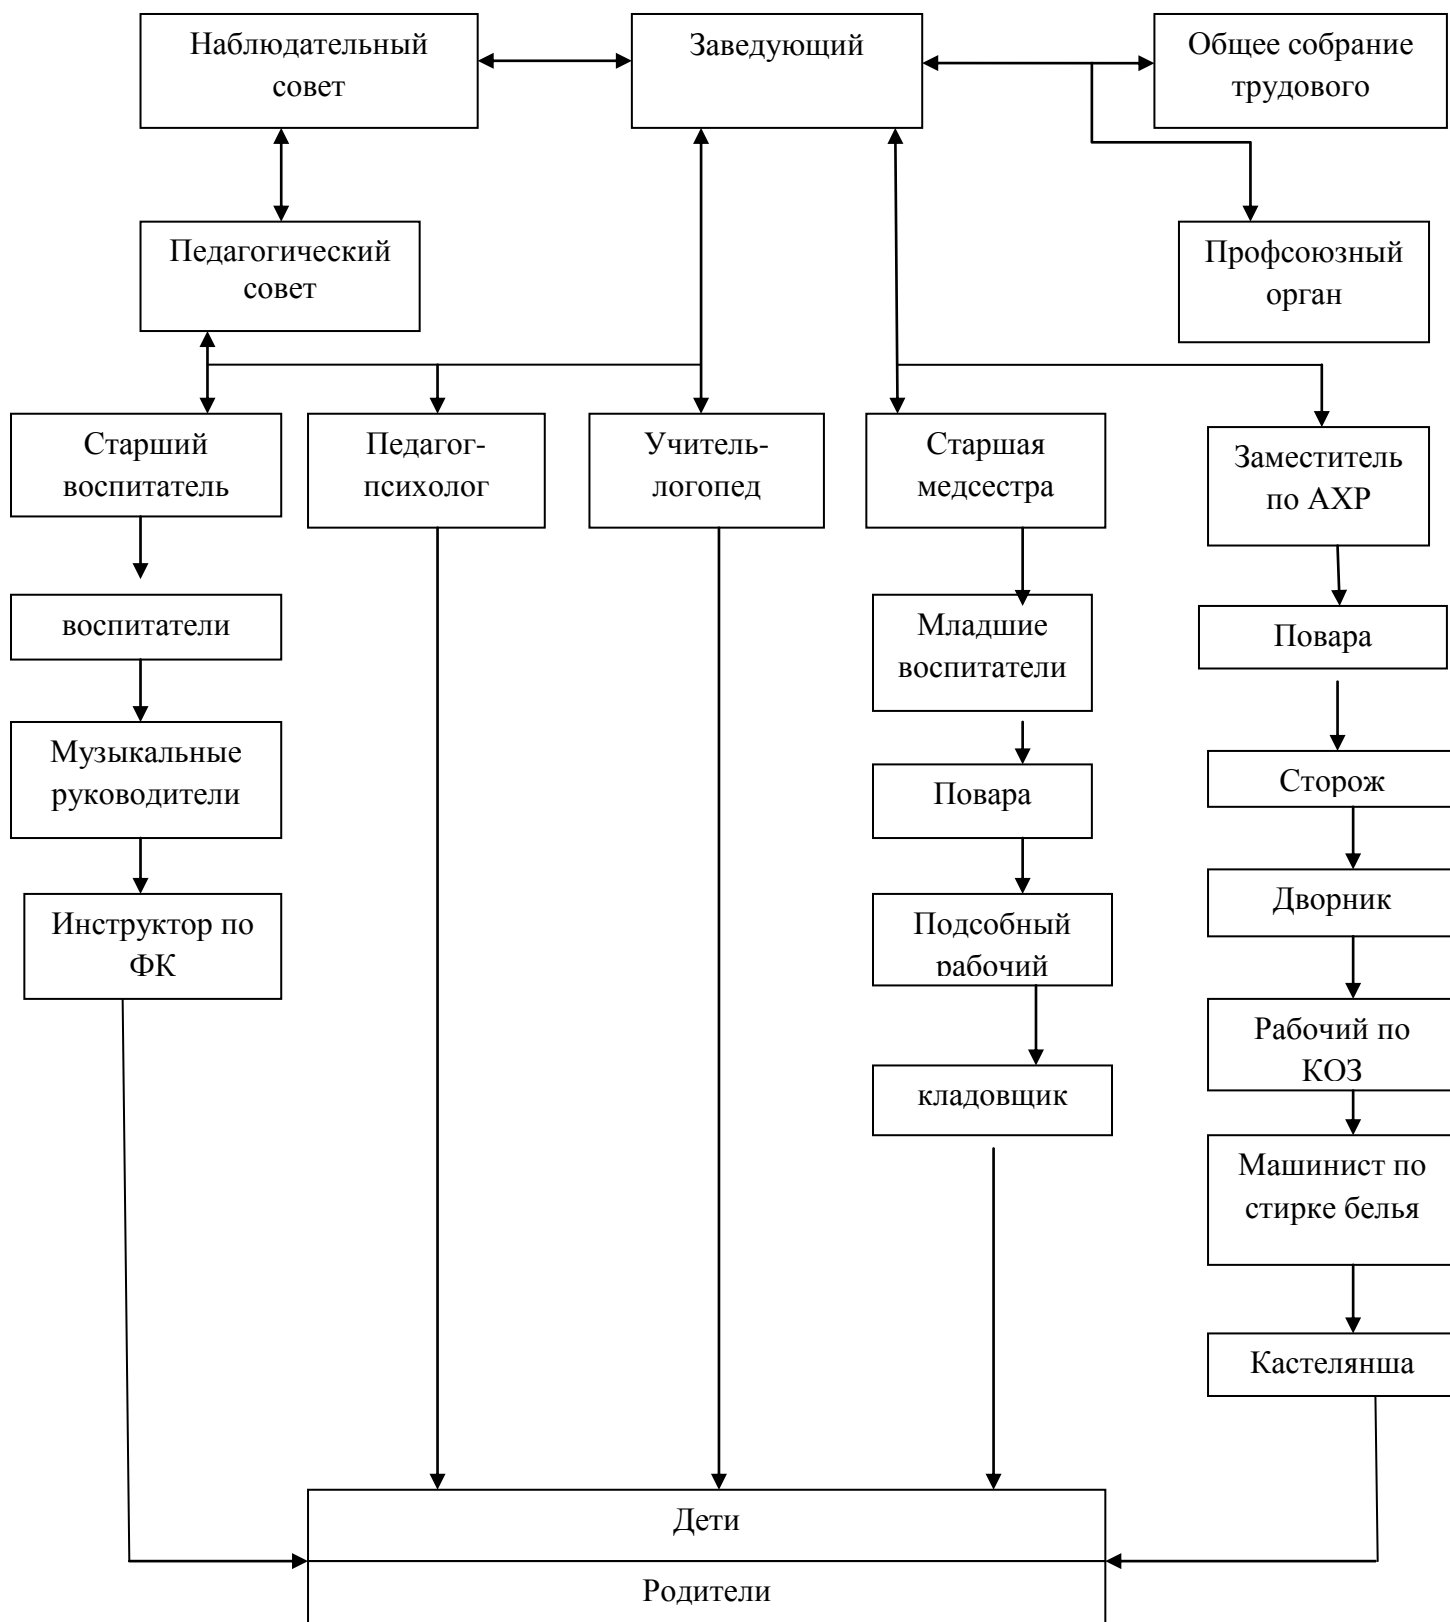 Наблюдательный
совет
Заведующий
Общее собрание
трудового
Педагогический
совет
Профсоюзный
орган
Старший
воспитатель
Педагог-
психолог
Учитель-
логопед
Старшая
медсестра
Заместитель
по АХР
воспитатели
Младшие
воспитатели
Повара
Музыкальные
руководители
Повара
Сторож
Инструктор по
ФК
Подсобный
рабочий
Дворник
Рабочий по
КОЗ
кладовщик
Машинист по
стирке белья
Кастелянша
Дети
Родители